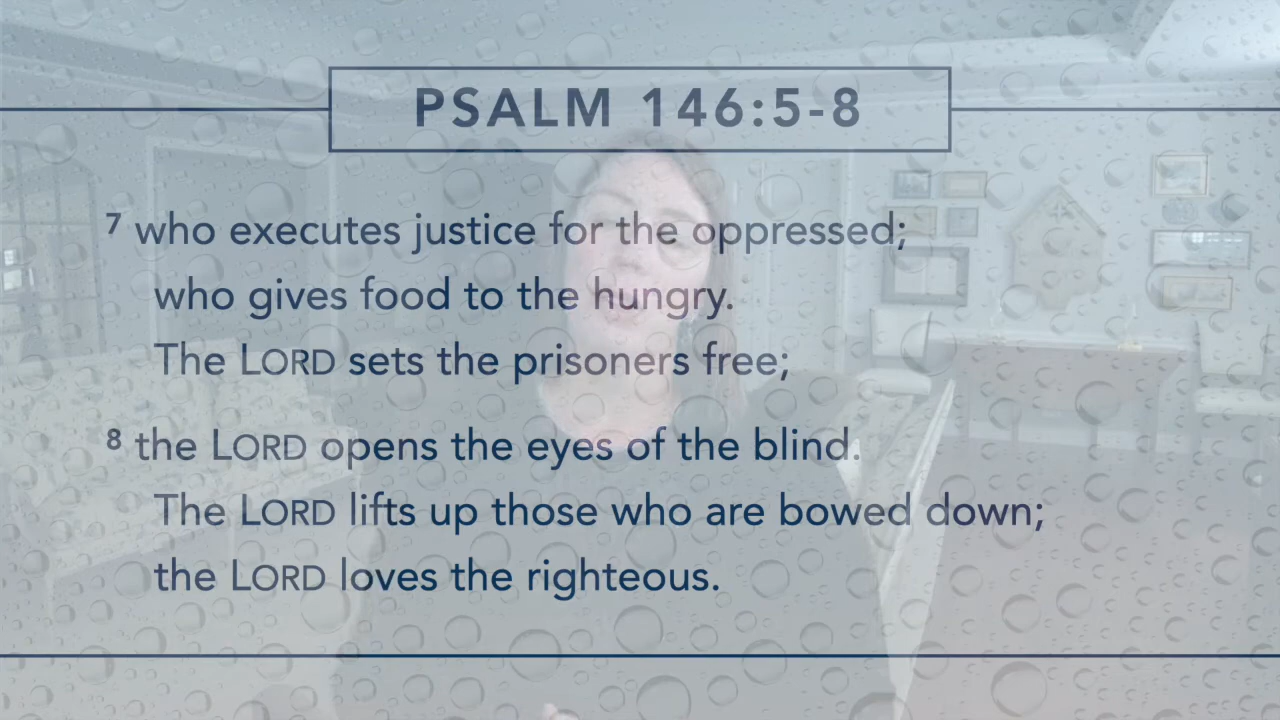 PSALM 146:5-8
7 who executes justice for the oppressed;
who gives food to the hungry.
The LORD sets the prisoners free;
8 the LORD opens the eyes of the blind.
The LORD lifts up those who are bowed down;
the LORD loves the righteous.